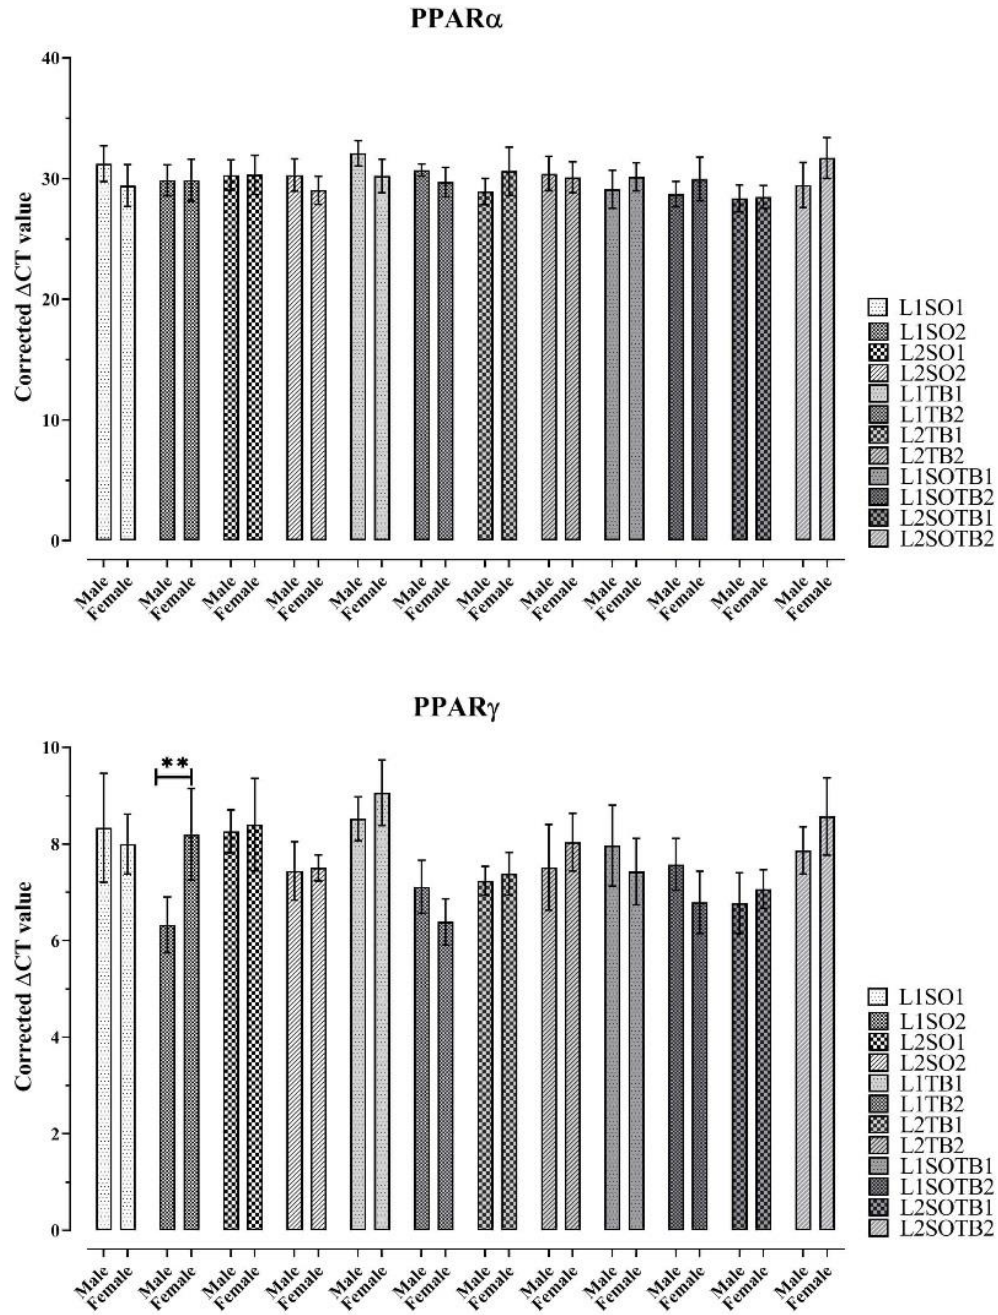 PPARα
Corrected ΔCT value
40
30
20
10
0
Male Female Male Female Male Female Male Female Male Female Male Female Male Female Male Female Male Female Male Female Male Female Male Female
L1SO1
L1SO2
L2SO1
L2SO2
L1TB1
L1TB2
L2TB1
L2TB2
L1SOTB1
L1SOTB2
L2SOTB1
L2SOTB2
PPARγ
Corrected ΔCT value
10
8
6
4
2
0
**
Male Female Male Female Male Female Male Female Male Female Male Female Male Female Male Female Male Female Male Female Male Female Male Female
L1SO1
L1SO2
L2SO1
L2SO2
L1TB1
L1TB2
L2TB1
L2TB2
L1SOTB1
L1SOTB2
L2SOTB1
L2SOTB2